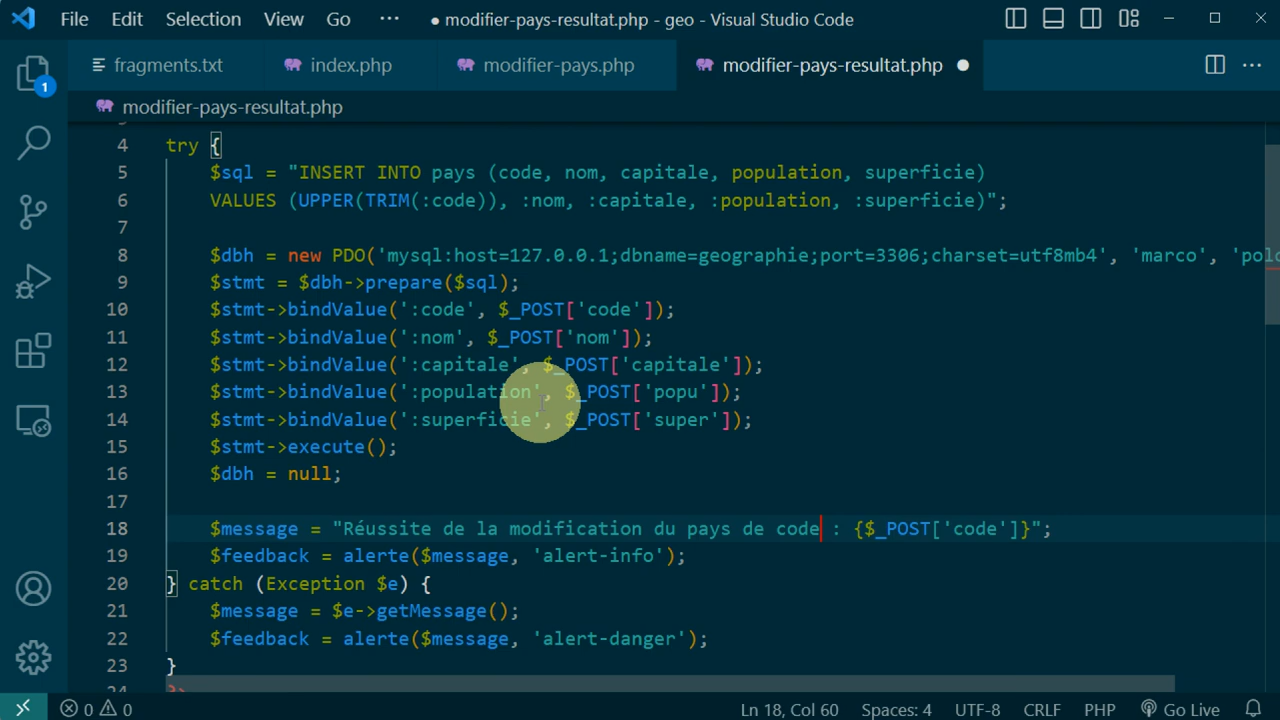 File Edit Selection View Go ··· ● modifier-pays-resultat.php - geo - Visual Studio Code
fragments.txt index.php modifier-pays.php modifier-pays-resultat.php ●
1
modifier-pays-resultat.php
4 try {
5 $sql = "INSERT INTO pays (code, nom, capitale, population, superficie)
6 VALUES (UPPER(TRIM(:code)), :nom, :capitale, :population, :superficie)";
7
8 $dbh = new PDO('mysql:host=127.0.0.1;dbname=geographie;port=3306;charset=utf8mb4', 'marco', 'polo
9 $stmt = $dbh->prepare($sql);
10 $stmt->bindValue(':code', $_POST['code']);
11 $stmt->bindValue(':nom', $_POST['nom']);
12 $stmt->bindValue(':capitale', $_POST['capitale']);
13 $stmt->bindValue(':population', $_POST['popu']);
14 $stmt->bindValue(':superficie', $_POST['super']);
15 $stmt->execute();
16 $dbh = null;
17
18 $message = "Réussite de la modification du pays de code : {$_POST['code']}";
19 $feedback = alerte($message, 'alert-info');
20 } catch (Exception $e) {
21 $message = $e->getMessage();
22 $feedback = alerte($message, 'alert-danger');
23 }
24 ?>
0 0 Ln 18, Col 60 Spaces: 4 UTF-8 CRLF PHP Go Live